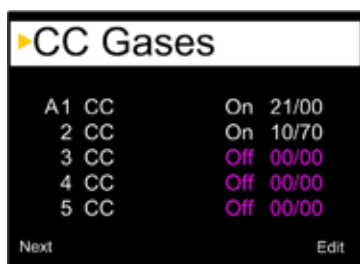 CC Gases
A1 CC On 21/00
2 CC On 10/70
3 CC Off 00/00
4 CC Off 00/00
5 CC Off 00/00
Next Edit